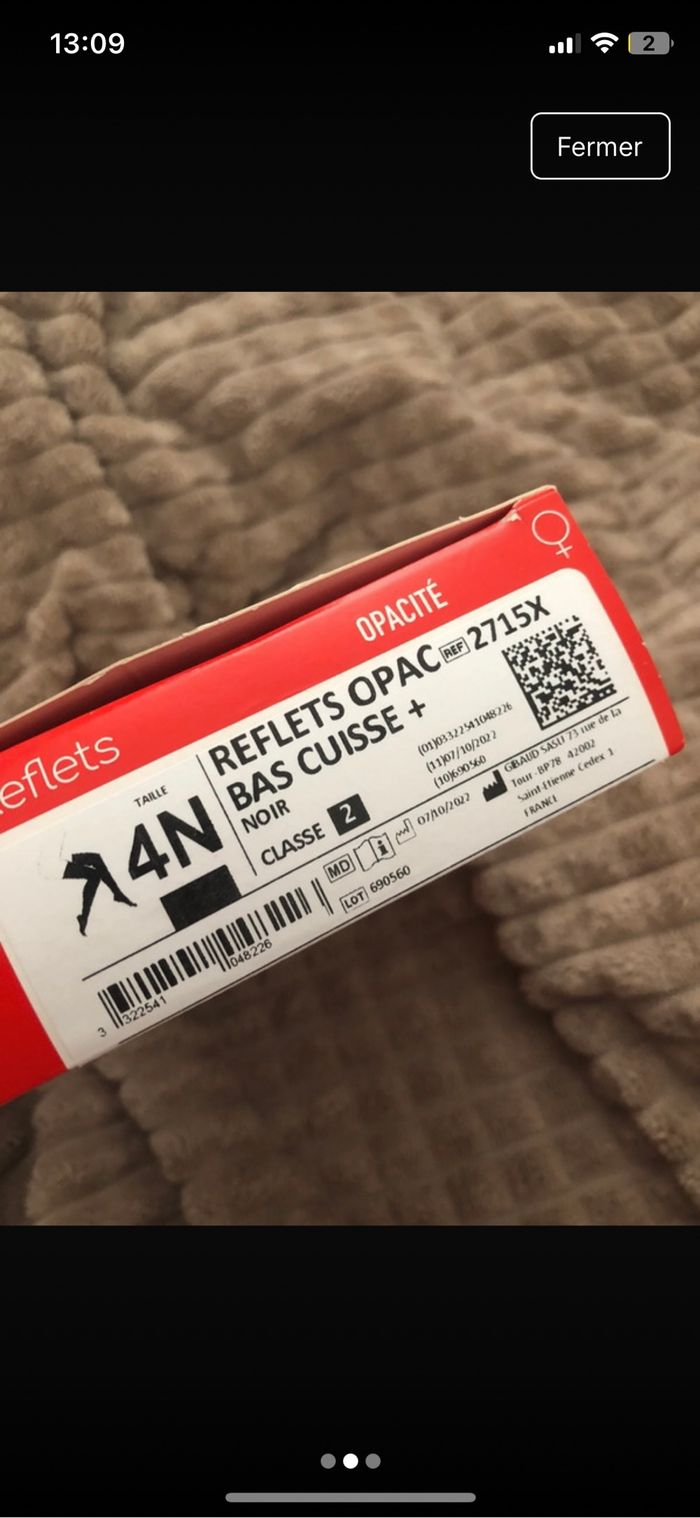 13:09
2
Fermer
OPACITÉ
eflets
TAILLE
4N
REFLETS OPAC REF 2715X
BAS CUISSE +
NOIR
CLASSE 2
(01)03322541048226
(11)07/10/2022
(10)690560
MD
07/10/2022
LOT 690560
GIBAUD SASU 73 rue de la
Tour -BP78 42002
Saint-Etienne Cedex 1
FRANCE
3 322541 048226